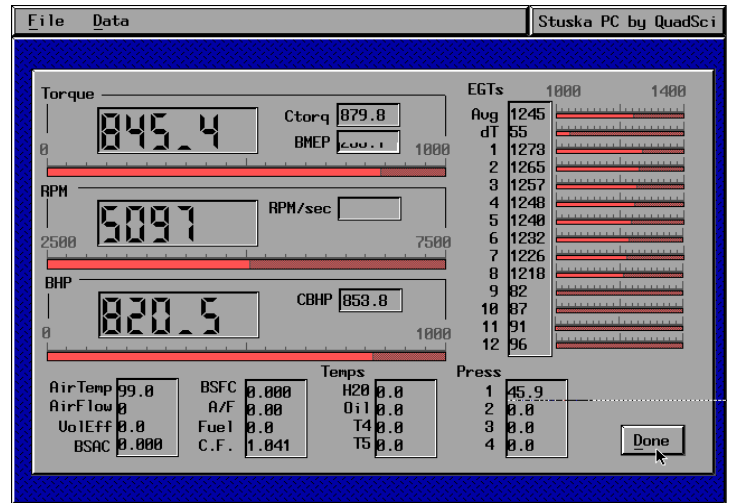 File Data Stuska PC by QuadSci
Torque
845.4
Ctorq 879.8
BMEP
0 1000
RPM
5097
RPM/sec
2500 7500
BHP
820.5
CBHP 853.8
0 1000
EGTs 1000 1400
Avg 1245
dT 55
1 1273
2 1265
3 1257
4 1248
5 1240
6 1232
7 1226
8 1218
9 82
10 87
11 91
12 96
AirTemp 99.0
AirFlow 0
VolEff 0.0
BSAC 0.000
BSFC 0.000
A/F 0.00
Fuel 0.0
C.F. 1.041
Temps
H20 0.0
Oil 0.0
T4 0.0
T5 0.0
Press
1 45.9
2 0.0
3 0.0
4 0.0
Done